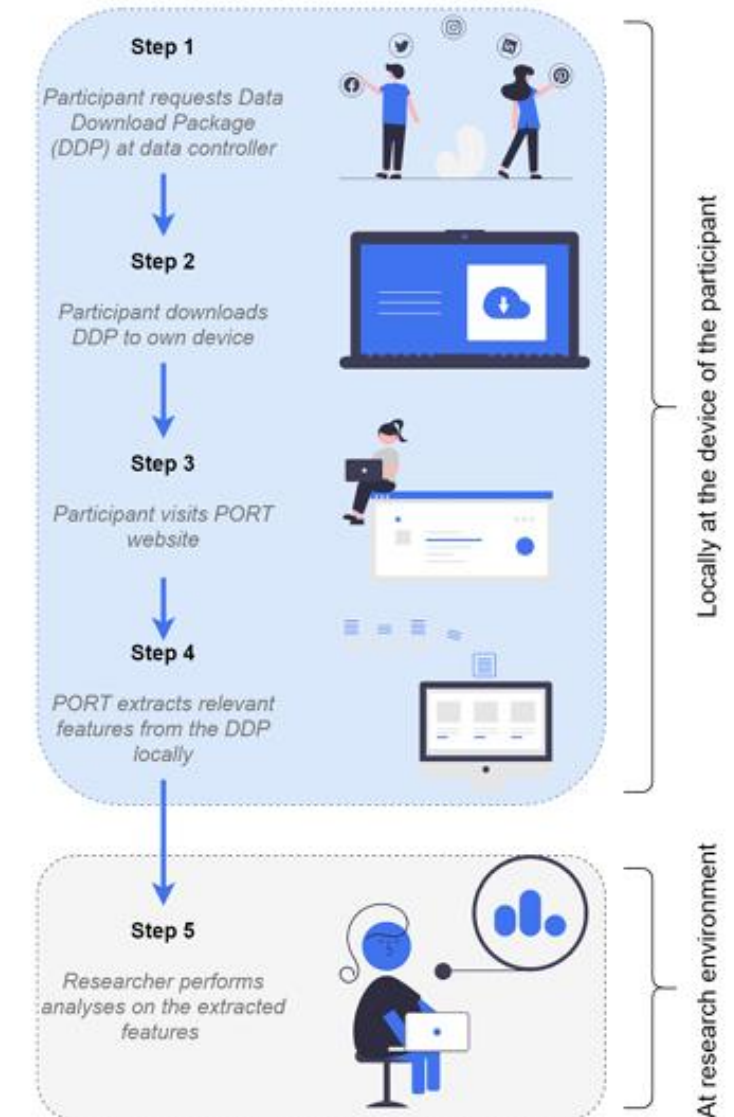 Step 1
Participant requests Data
Download Package
(DDP) at data controller
Step 2
Participant downloads
DDP to own device
Step 3
Participant visits PORT
website
Step 4
PORT extracts relevant
features from the DDP
locally
Locally at the device of the participant
Step 5
Researcher performs
analyses on the extracted
features
At research environment